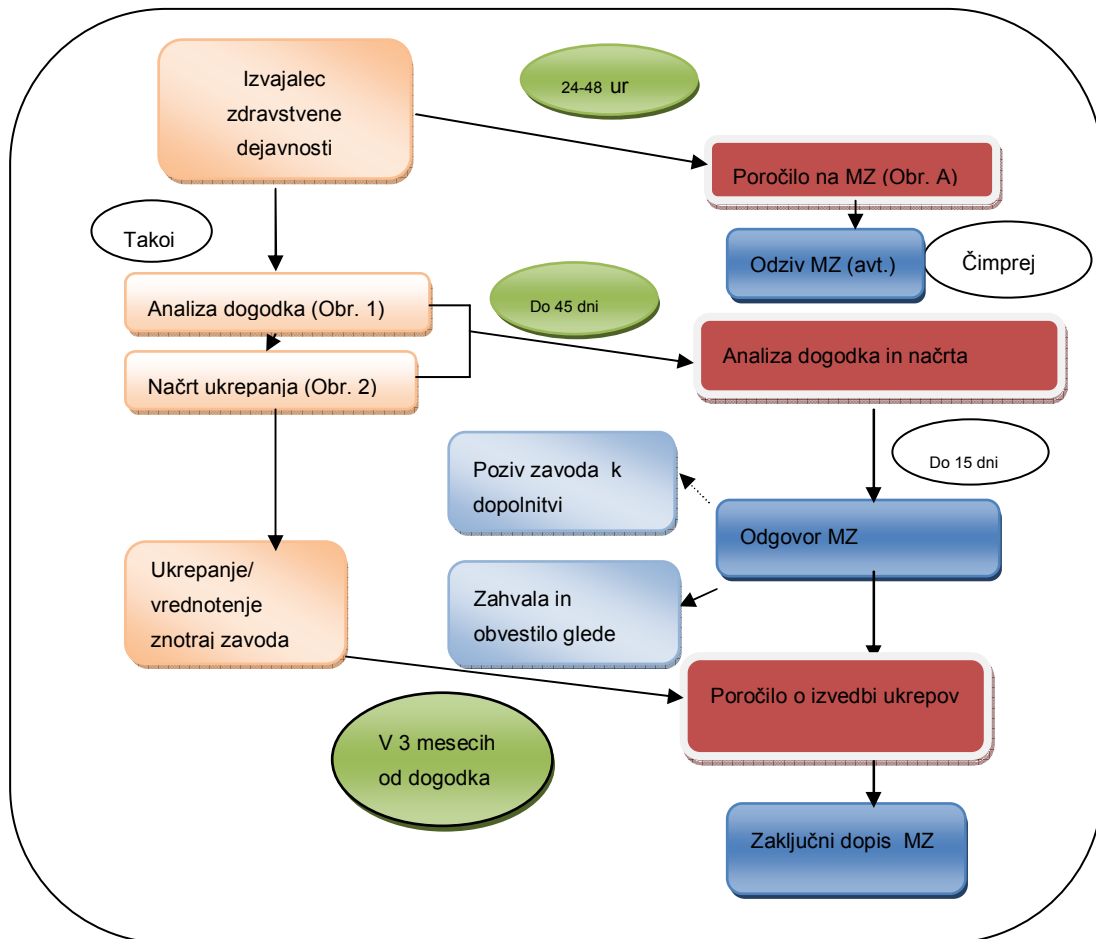 Izvajalec
zdravstvene
dejavnosti
24-48 ur
Poročilo na MZ (Obr. A)
Takoi
Odziv MZ (avt.)
Čimprej
Analiza dogodka (Obr. 1)
Do 45 dni
Analiza dogodka in načrta
Načrt ukrepanja (Obr. 2)
Do 15 dni
Poziv zavoda k
dopolnitvi
Odgovor MZ
Ukrepanje/
vrednotenje
znotraj zavoda
Zahvala in
obvestilo glede
Poročilo o izvedbi ukrepov
V 3 mesecih
od dogodka
Zaključni dopis MZ